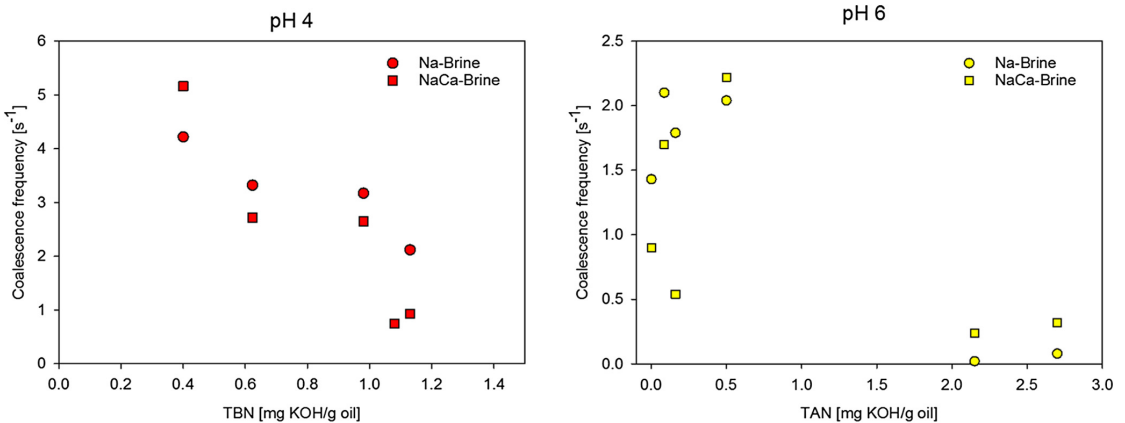 pH 4
6
5
4
3
2
1
0
Coalescence frequency [s-1]
Na-Brine
NaCa-Brine
0.0 0.2 0.4 0.6 0.8 1.0 1.2 1.4
TBN [mg KOH/g oil]
pH 6
2.5
2.0
1.5
1.0
0.5
0.0
Coalescence frequency [s-1]
Na-Brine
NaCa-Brine
0.0 0.5 1.0 1.5 2.0 2.5 3.0
TAN [mg KOH/g oil]